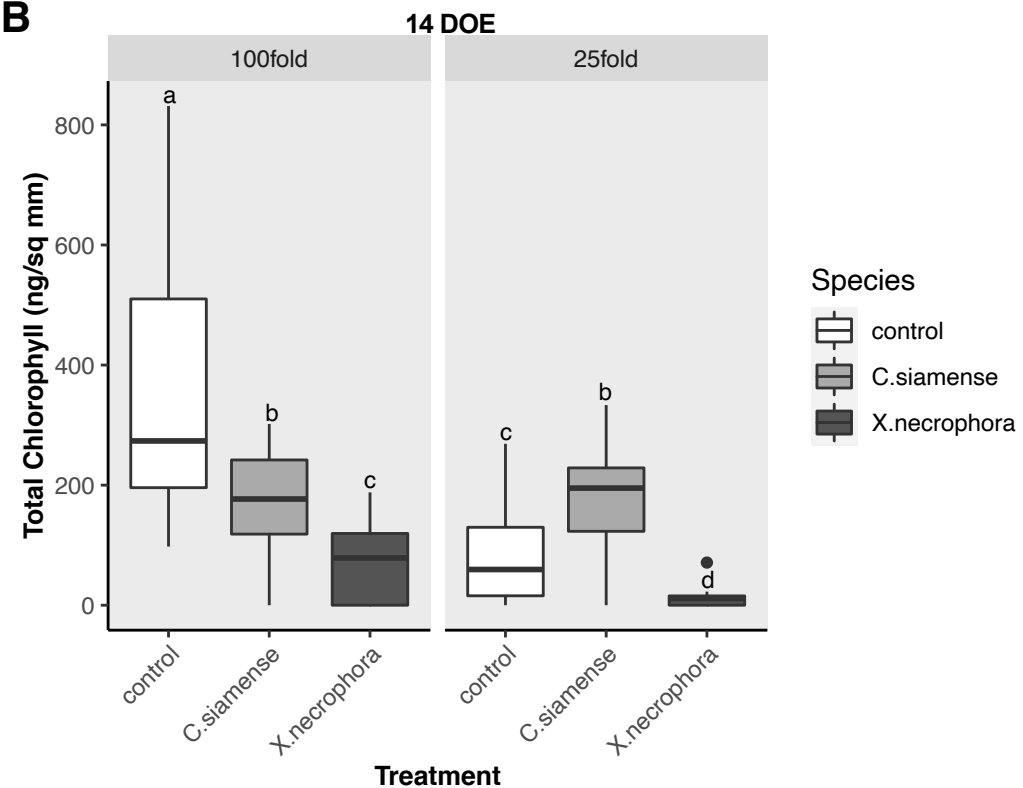 B
14 DOE
100fold
25fold
Total Chlorophyll (ng/sq mm)
800
600
400
200
0
a
b
c
c
b
d
control
C.siamense
X.necrophora
control
C.siamense
X.necrophora
Treatment
Species
control
C.siamense
X.necrophora